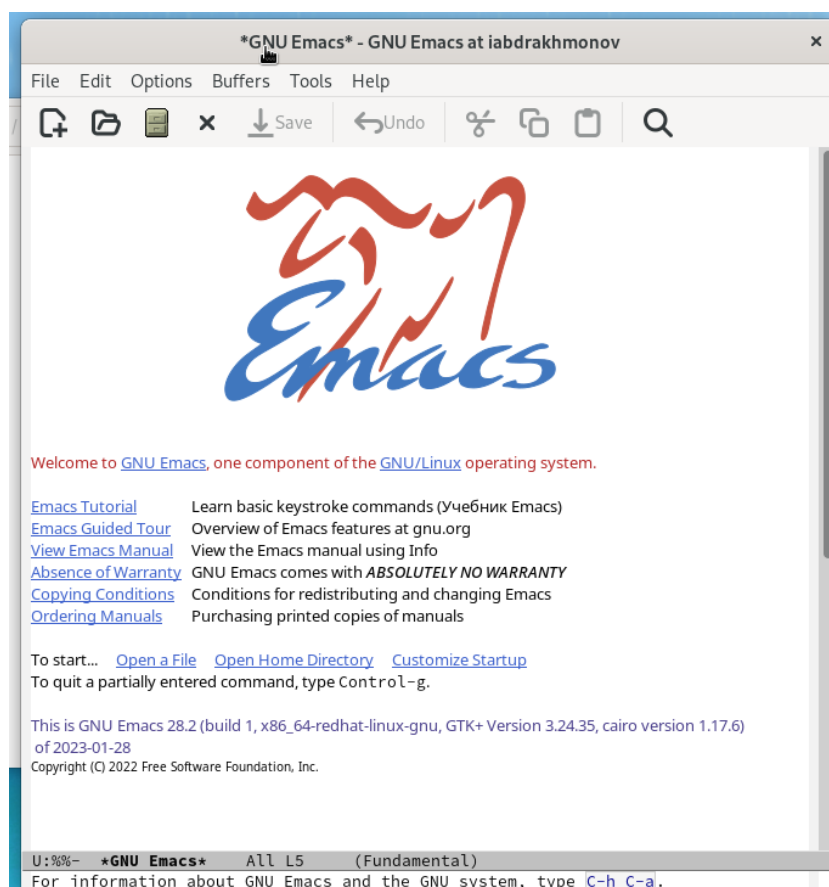 *GNU Emacs* - GNU Emacs at iabdrakhmonov
File Edit Options Buffers Tools Help
Save Undo
Emacs
Welcome to GNU Emacs, one component of the GNU/Linux operating system.
Emacs Tutorial Learn basic keystroke commands (Учебник Emacs)
Emacs Guided Tour Overview of Emacs features at gnu.org
View Emacs Manual View the Emacs manual using Info
Absence of Warranty GNU Emacs comes with ABSOLUTELY NO WARRANTY
Copying Conditions Conditions for redistributing and changing Emacs
Ordering Manuals Purchasing printed copies of manuals
To start... Open a File Open Home Directory Customize Startup
To quit a partially entered command, type Control-g.
This is GNU Emacs 28.2 (build 1, x86_64-redhat-linux-gnu, GTK+ Version 3.24.35, cairo version 1.17.6)
of 2023-01-28
Copyright (C) 2022 Free Software Foundation, Inc.
U:%%- *GNU Emacs* All L5 (Fundamental)
For information about GNU Emacs and the GNU system, type C-h C-a.